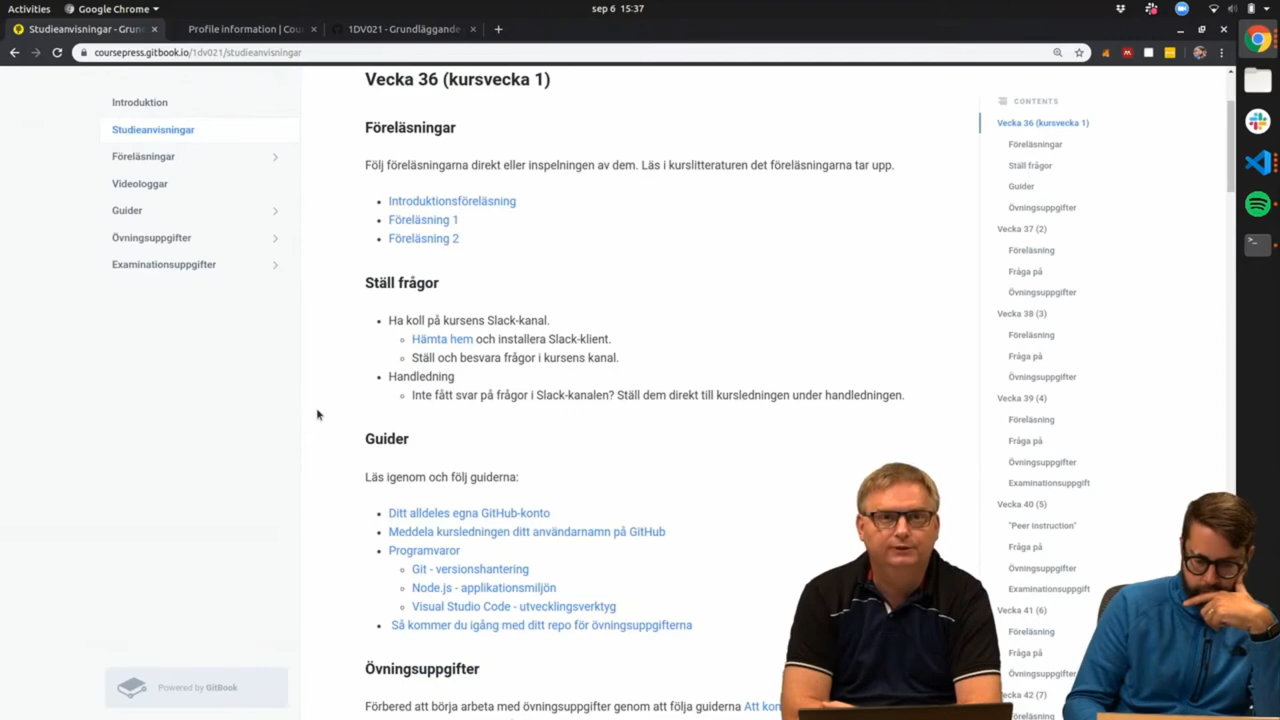 Activities Google Chrome sep 6 15:37
Studieanvisningar - Grun Profile information | Cou 1DV021 - Grundläggande
coursepress.gitbook.io/1dv021/studieanvisningar
Introduktion
Studieanvisningar
Föreläsningar
Videologgar
Guider
Övningsuppgifter
Examinationsuppgifter
Powered by GitBook
Vecka 36 (kursvecka 1)
Föreläsningar
Följ föreläsningarna direkt eller inspelningen av dem. Läs i kurslitteraturen det föreläsningarna tar upp.
Introduktionsföreläsning
Föreläsning 1
Föreläsning 2
Ställ frågor
Ha koll på kursens Slack-kanal.
Hämta hem och installera Slack-klient.
Ställ och besvara frågor i kursens kanal.
Handledning
Inte fått svar på frågor i Slack-kanalen? Ställ dem direkt till kursledningen under handledningen.
Guider
Läs igenom och följ guiderna:
Ditt alldeles egna GitHub-konto
Meddela kursledningen ditt användarnamn på GitHub
Programvaror
Git - versionshantering
Node.js - applikationsmiljön
Visual Studio Code - utvecklingsverktyg
Så kommer du igång med ditt repo för övningsuppgifterna
Övningsuppgifter
Förbered att börja arbeta med övningsuppgifter genom att följa guiderna Att kon
CONTENTS
Vecka 36 (kursvecka 1)
Föreläsningar
Ställ frågor
Guider
Övningsuppgifter
Vecka 37 (2)
Föreläsning
Fråga på
Övningsuppgifter
Vecka 38 (3)
Föreläsning
Fråga på
Övningsuppgifter
Vecka 39 (4)
Föreläsning
Fråga på
Övningsuppgifter
Examinationsuppgift
Vecka 40 (5)
"Peer instruction"
Fråga på
Övningsuppgifter
Examinationsuppgift
Vecka 41 (6)
Föreläsning
Fråga på
Övningsuppgifter
Vecka 42 (7)
Föreläsning